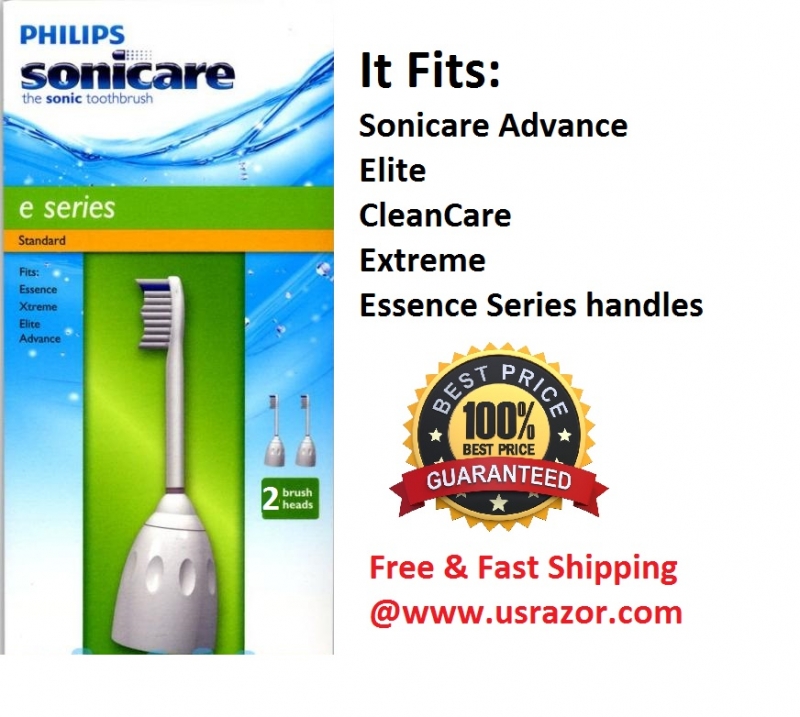 PHILIPS
sonicare
the sonic toothbrush
e series
Standard
Fits:
Essence
Xtreme
Elite
Advance
2 brush
heads
It Fits:
Sonicare Advance
Elite
CleanCare
Extreme
Essence Series handles
BEST PRICE
100%
BEST PRICE
GUARANTEED
Free & Fast Shipping
@www.usrazor.com